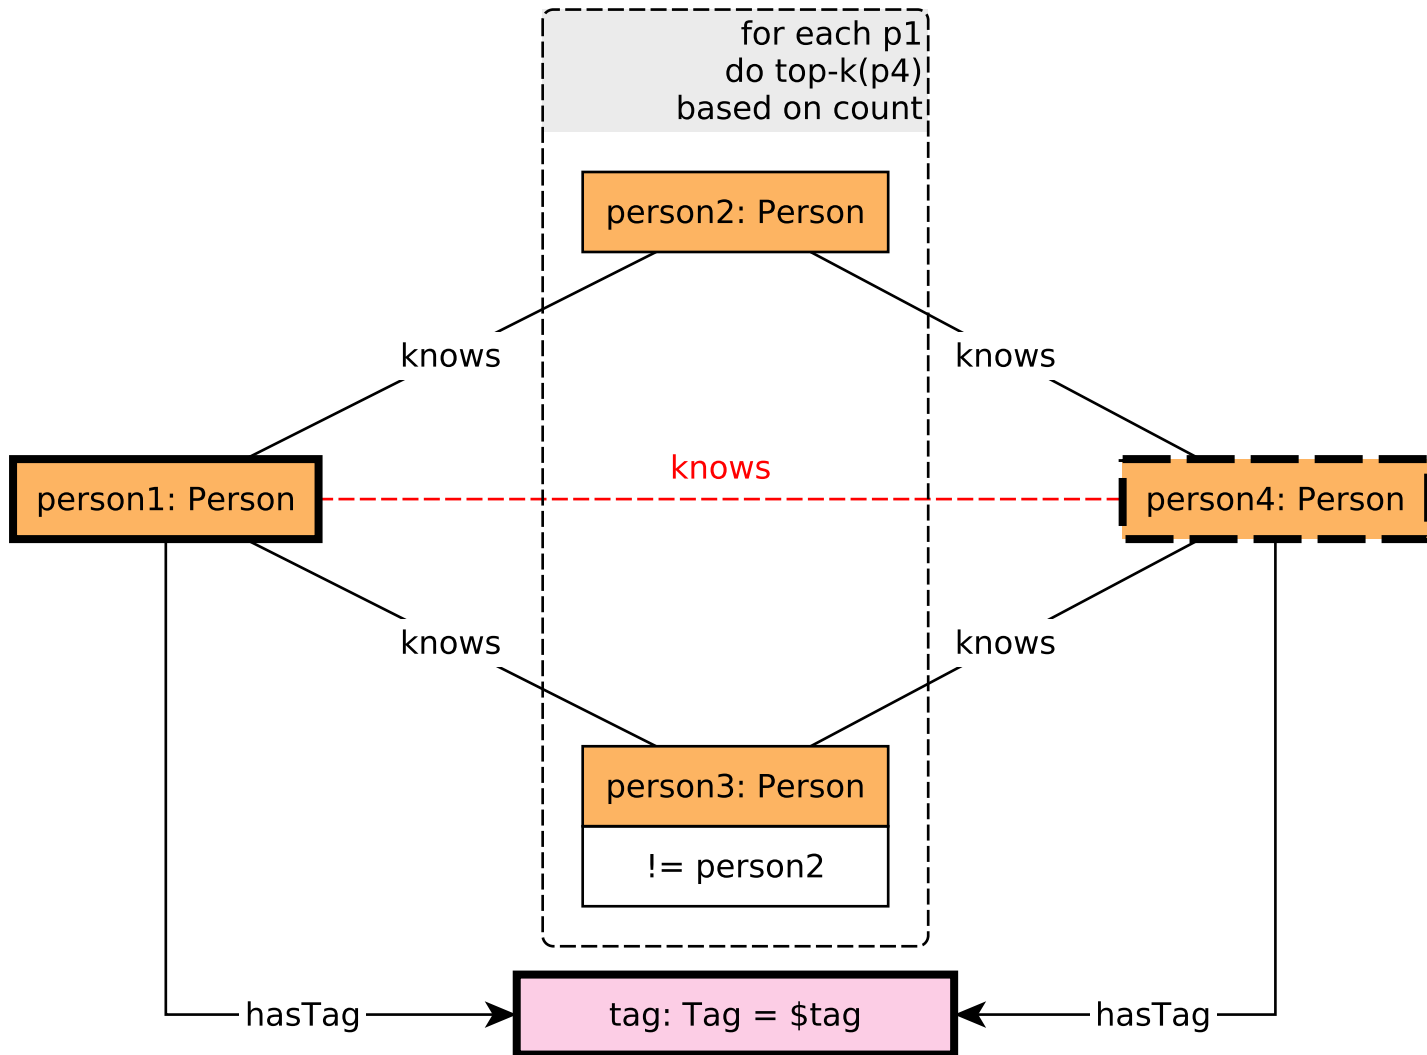 for each p1
do top-k(p4)
based on count
person2: Person
knows
knows
knows
person1: Person
person4: Person
knows
knows
person3: Person
!= person2
hasTag
tag: Tag = $tag
hasTag